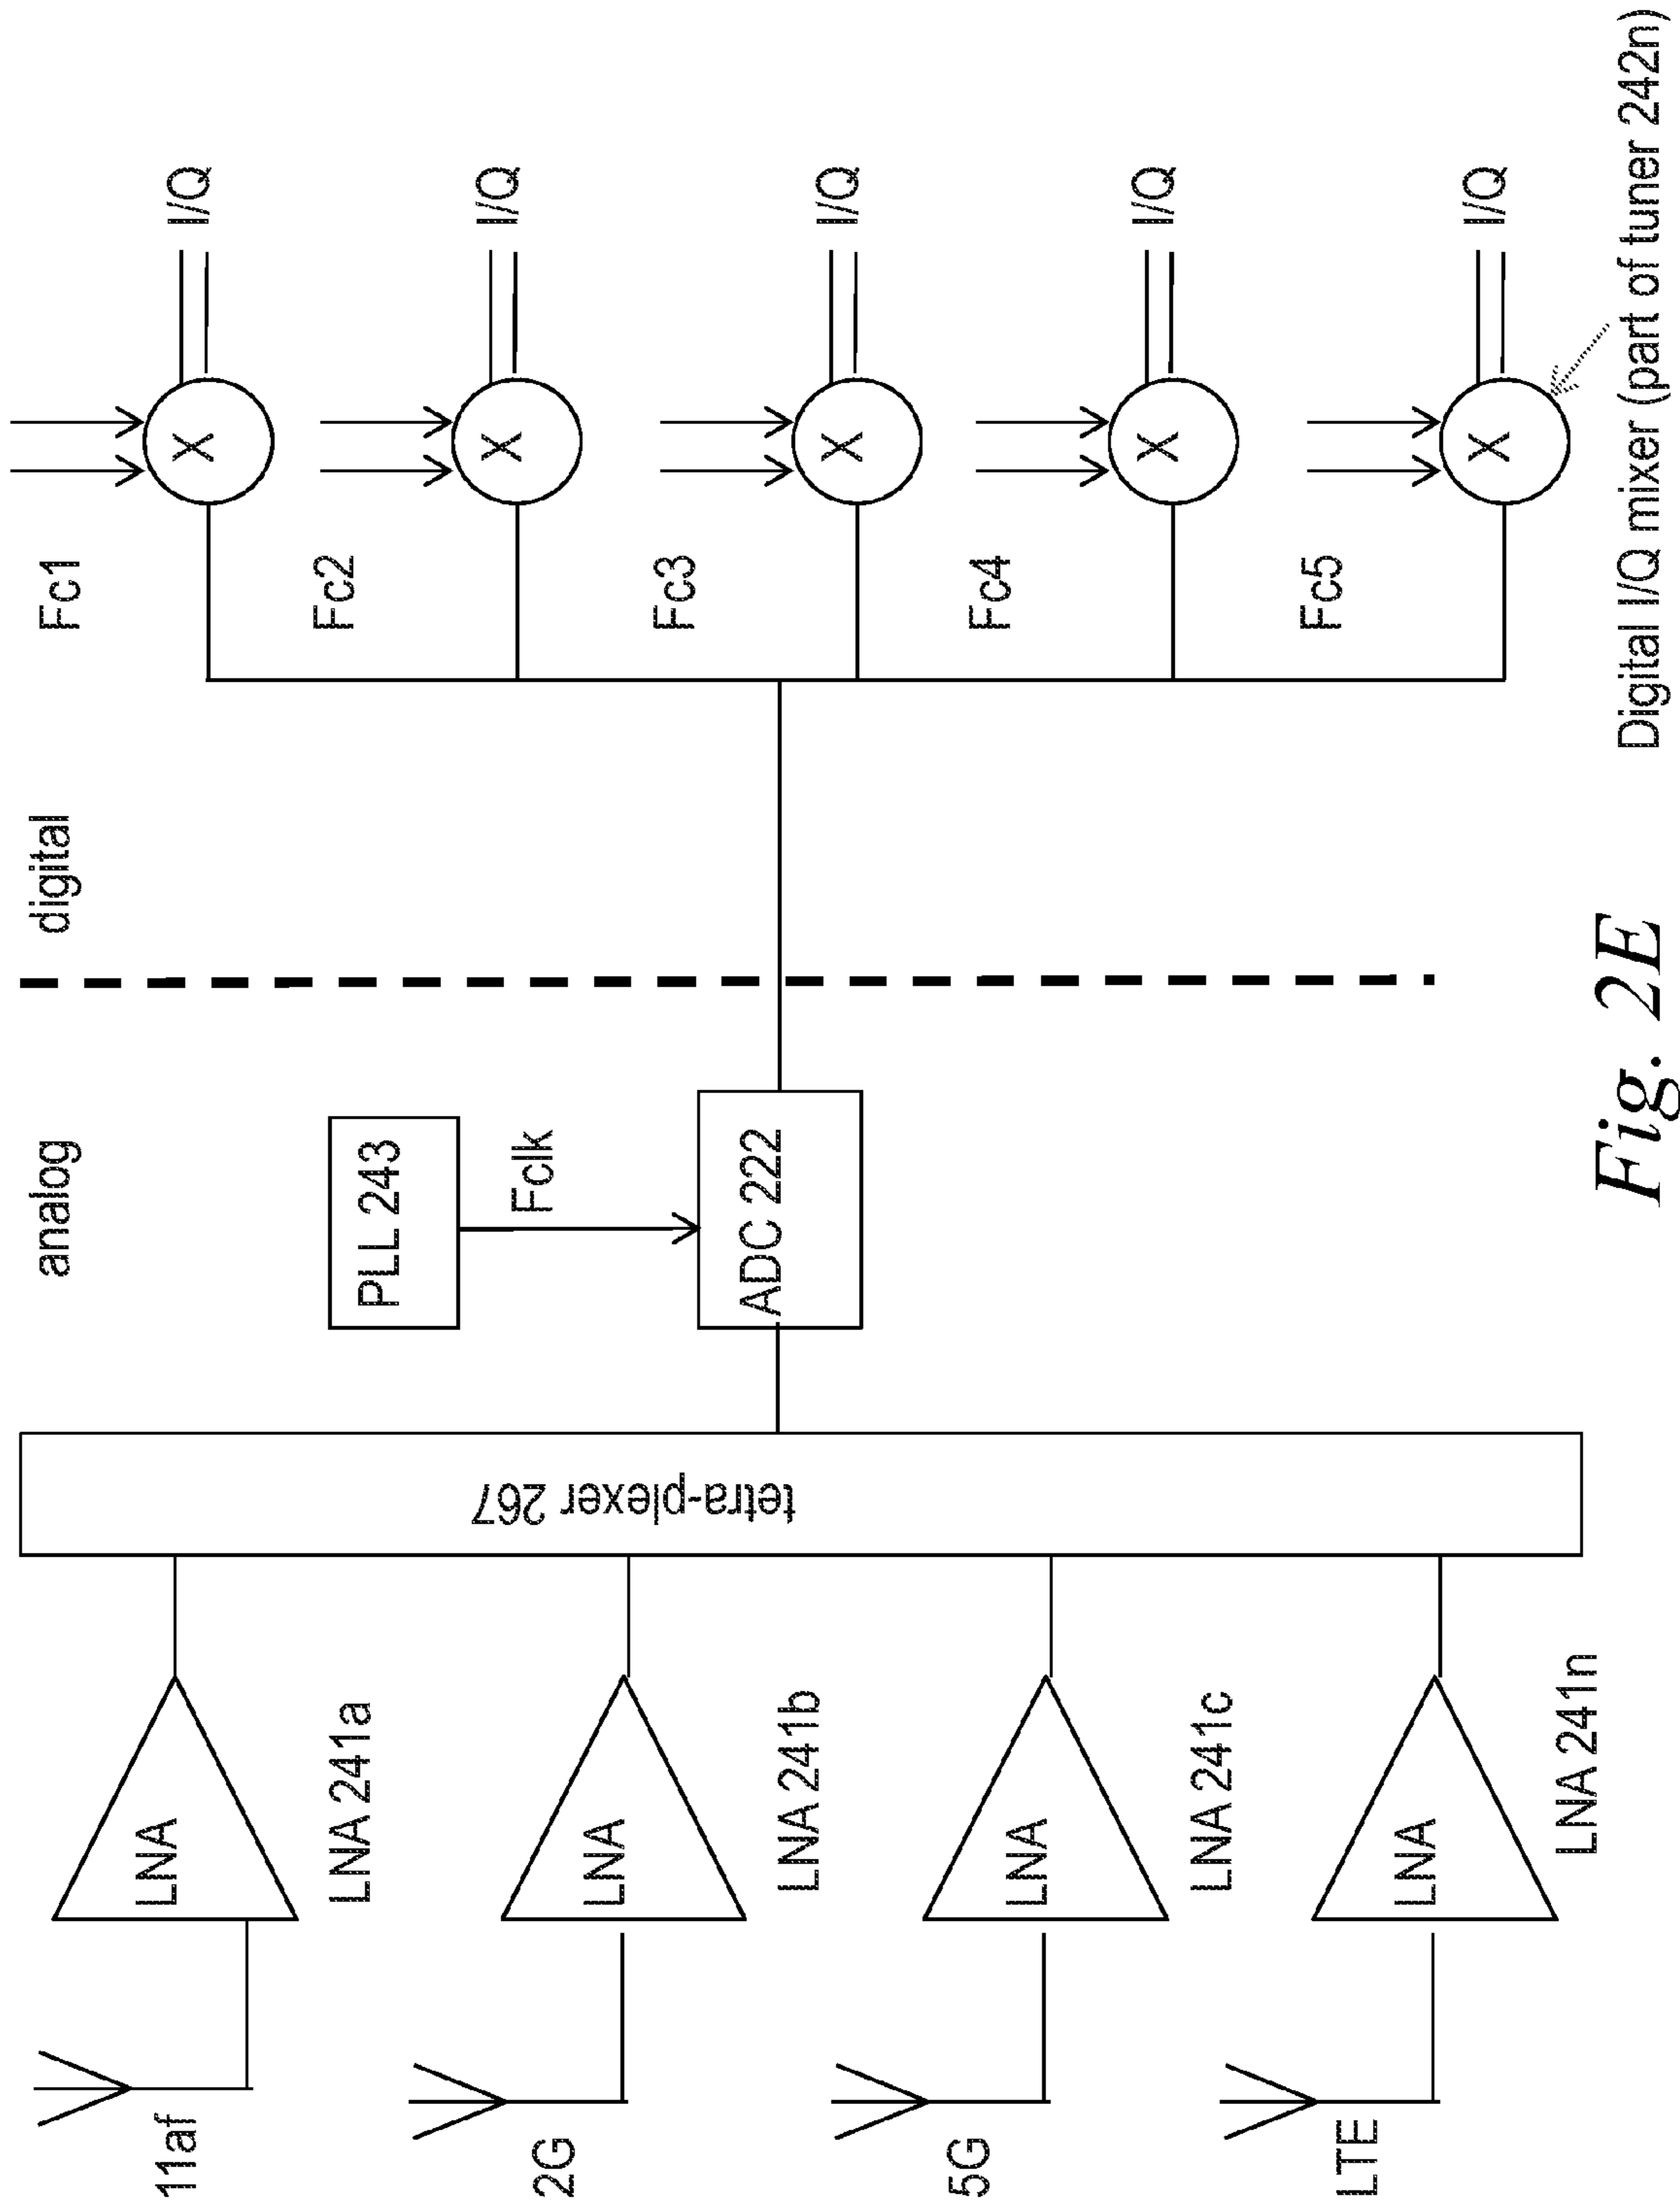 analog
digital
11af
LNA
LNA 241a
2G
LNA
LNA 241b
5G
LNA
LNA 241c
LTE
LNA
LNA 241n
tetra-plexer 267
PLL 243
Fclk
ADC 222
Fc1
X
I/Q
Fc2
X
I/Q
Fc3
X
I/Q
Fc4
X
I/Q
Fc5
X
I/Q
Digital I/Q mixer (part of tuner 242n)
Fig. 2E